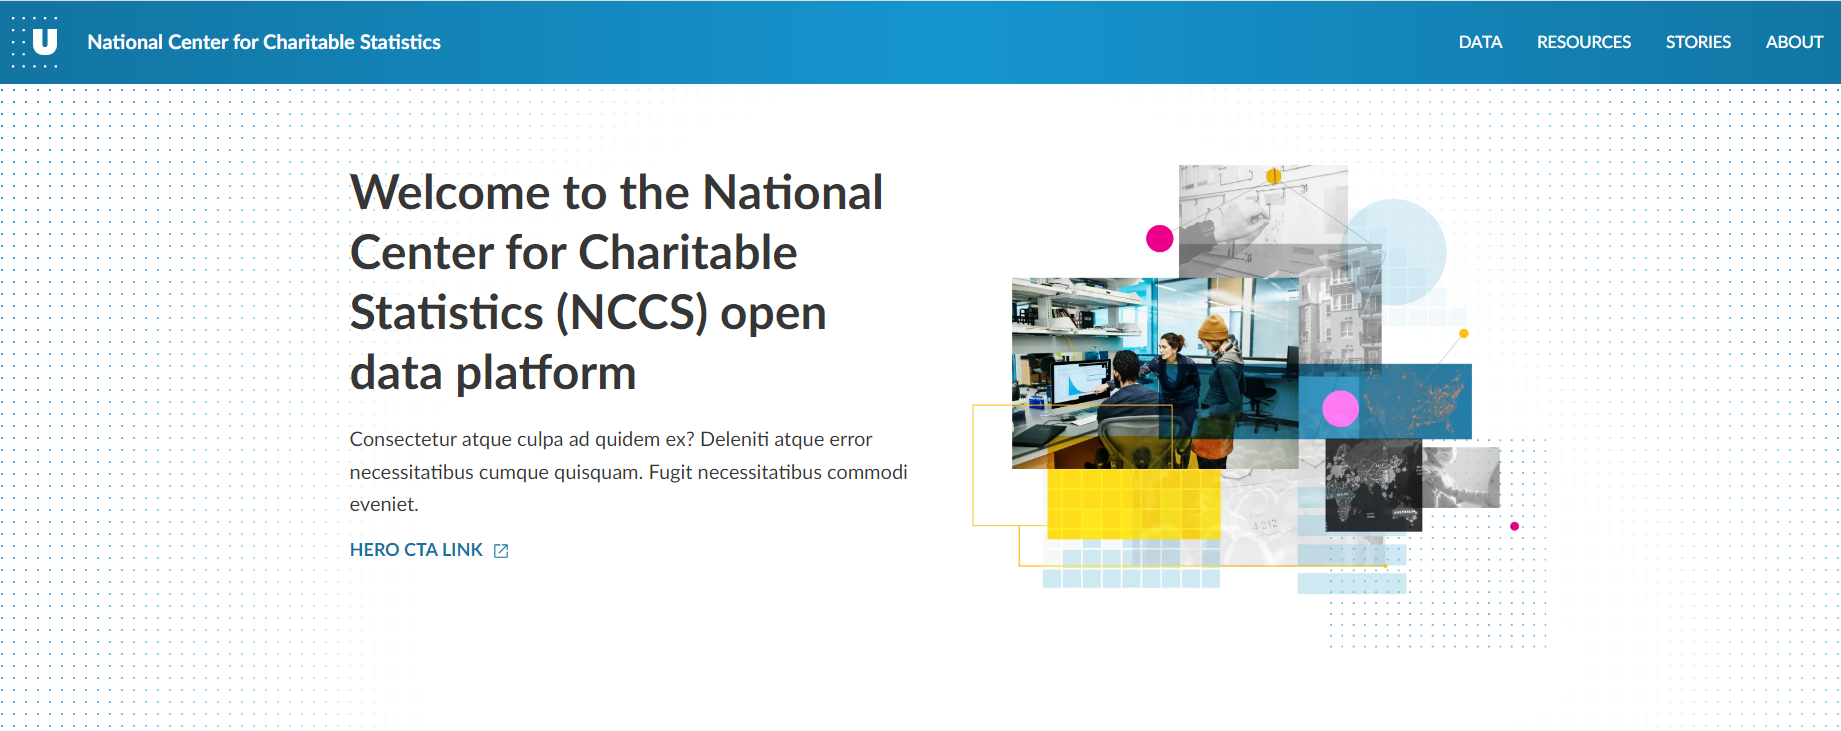 U
National Center for Charitable Statistics
DATA
RESOURCES
STORIES
ABOUT
Welcome to the National
Center for Charitable
Statistics (NCCS) open
data platform
Consectetur atque culpa ad quidem ex? Deleniti atque error
necessitatibus cumque quisquam. Fugit necessitatibus commodi
eveniet.
HERO CTA LINK
4 212